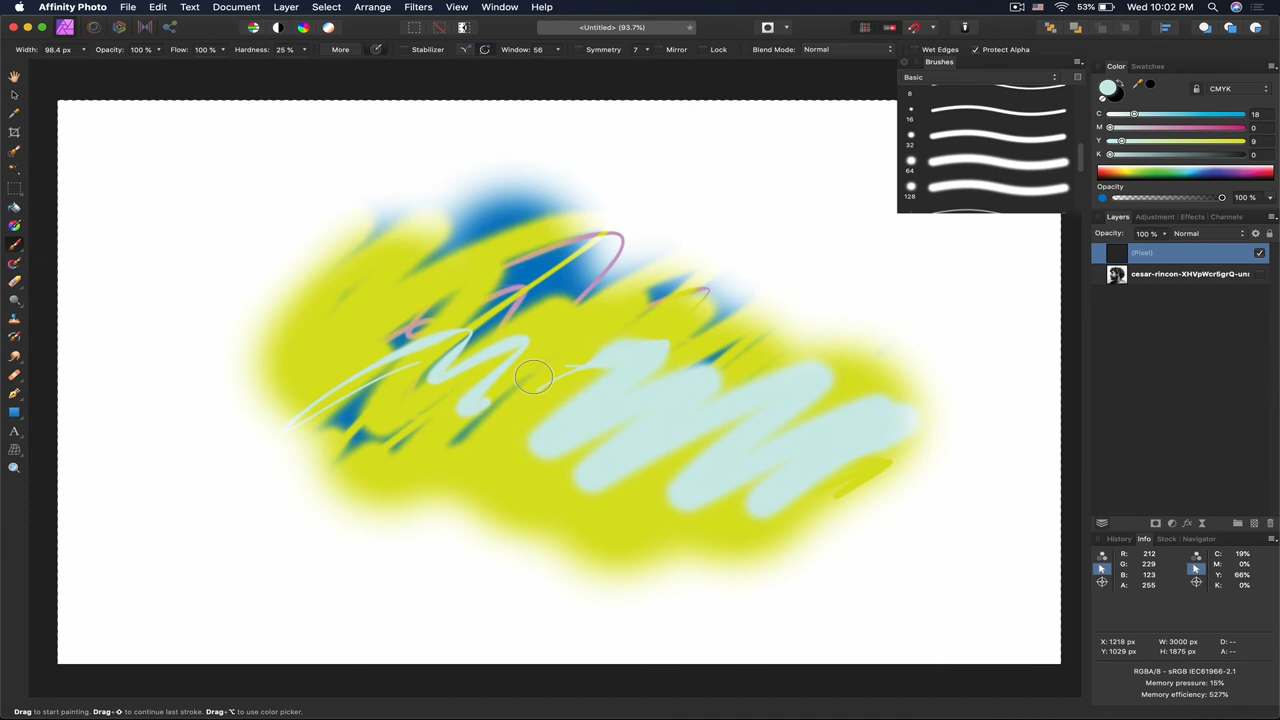 Affinity Photo File Edit Text Document Layer Select Arrange Filters View Window Help 53% Wed 10:02 PM
<Untitled> (93.7%)
Width: 98.4 px Opacity: 100 % Flow: 100 % Hardness: 25 % More Stabilizer Window: 56 Symmetry 7 Mirror Lock Blend Mode: Normal Wet Edges Protect Alpha
Brushes
Basic
8
16
32
64
128
Color Swatches
CMYK
C 18
M 0
Y 9
K 0
Opacity
100 %
Layers Adjustment Effects Channels
Opacity: 100 % Normal
(Pixel)
cesar-rincon-XHVpWcr5grQ-uns
History Info Stock Navigator
R: 212 C: 19%
G: 229 M: 0%
B: 123 Y: 66%
A: 255 K: 0%
X: 1218 px W: 3000 px D: --
Y: 1029 px H: 1875 px A: --
RGBA/8 - sRGB IEC61966-2.1
Memory pressure: 15%
Memory efficiency: 527%
A
Drag to start painting. Drag+ to continue last stroke. Drag+⌥ to use color picker.